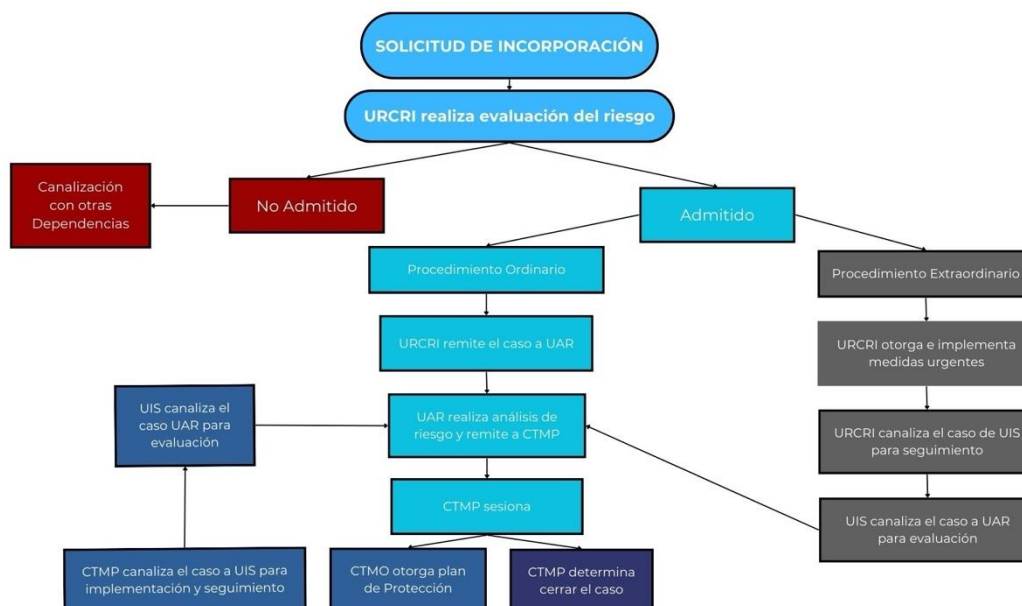 SOLICITUD DE INCORPORACIÓN
URCRI realiza evaluación del riesgo
Canalización
con otras
Dependencias
No Admitido
Admitido
Procedimiento Ordinario
Procedimiento Extraordinario
URCRI remite el caso a UAR
URCRI otorga e implementa
medidas urgentes
UIS canaliza el
caso UAR para
evaluación
UAR realiza análisis de
riesgo y remite a CTMP
URCRI canaliza el caso de UIS
para seguimiento
CTMP sesiona
UIS canaliza el caso a UAR
para evaluación
CTMP canaliza el caso a UIS para
implementación y seguimiento
CTMO otorga plan
de Protección
CTMP determina
cerrar el caso